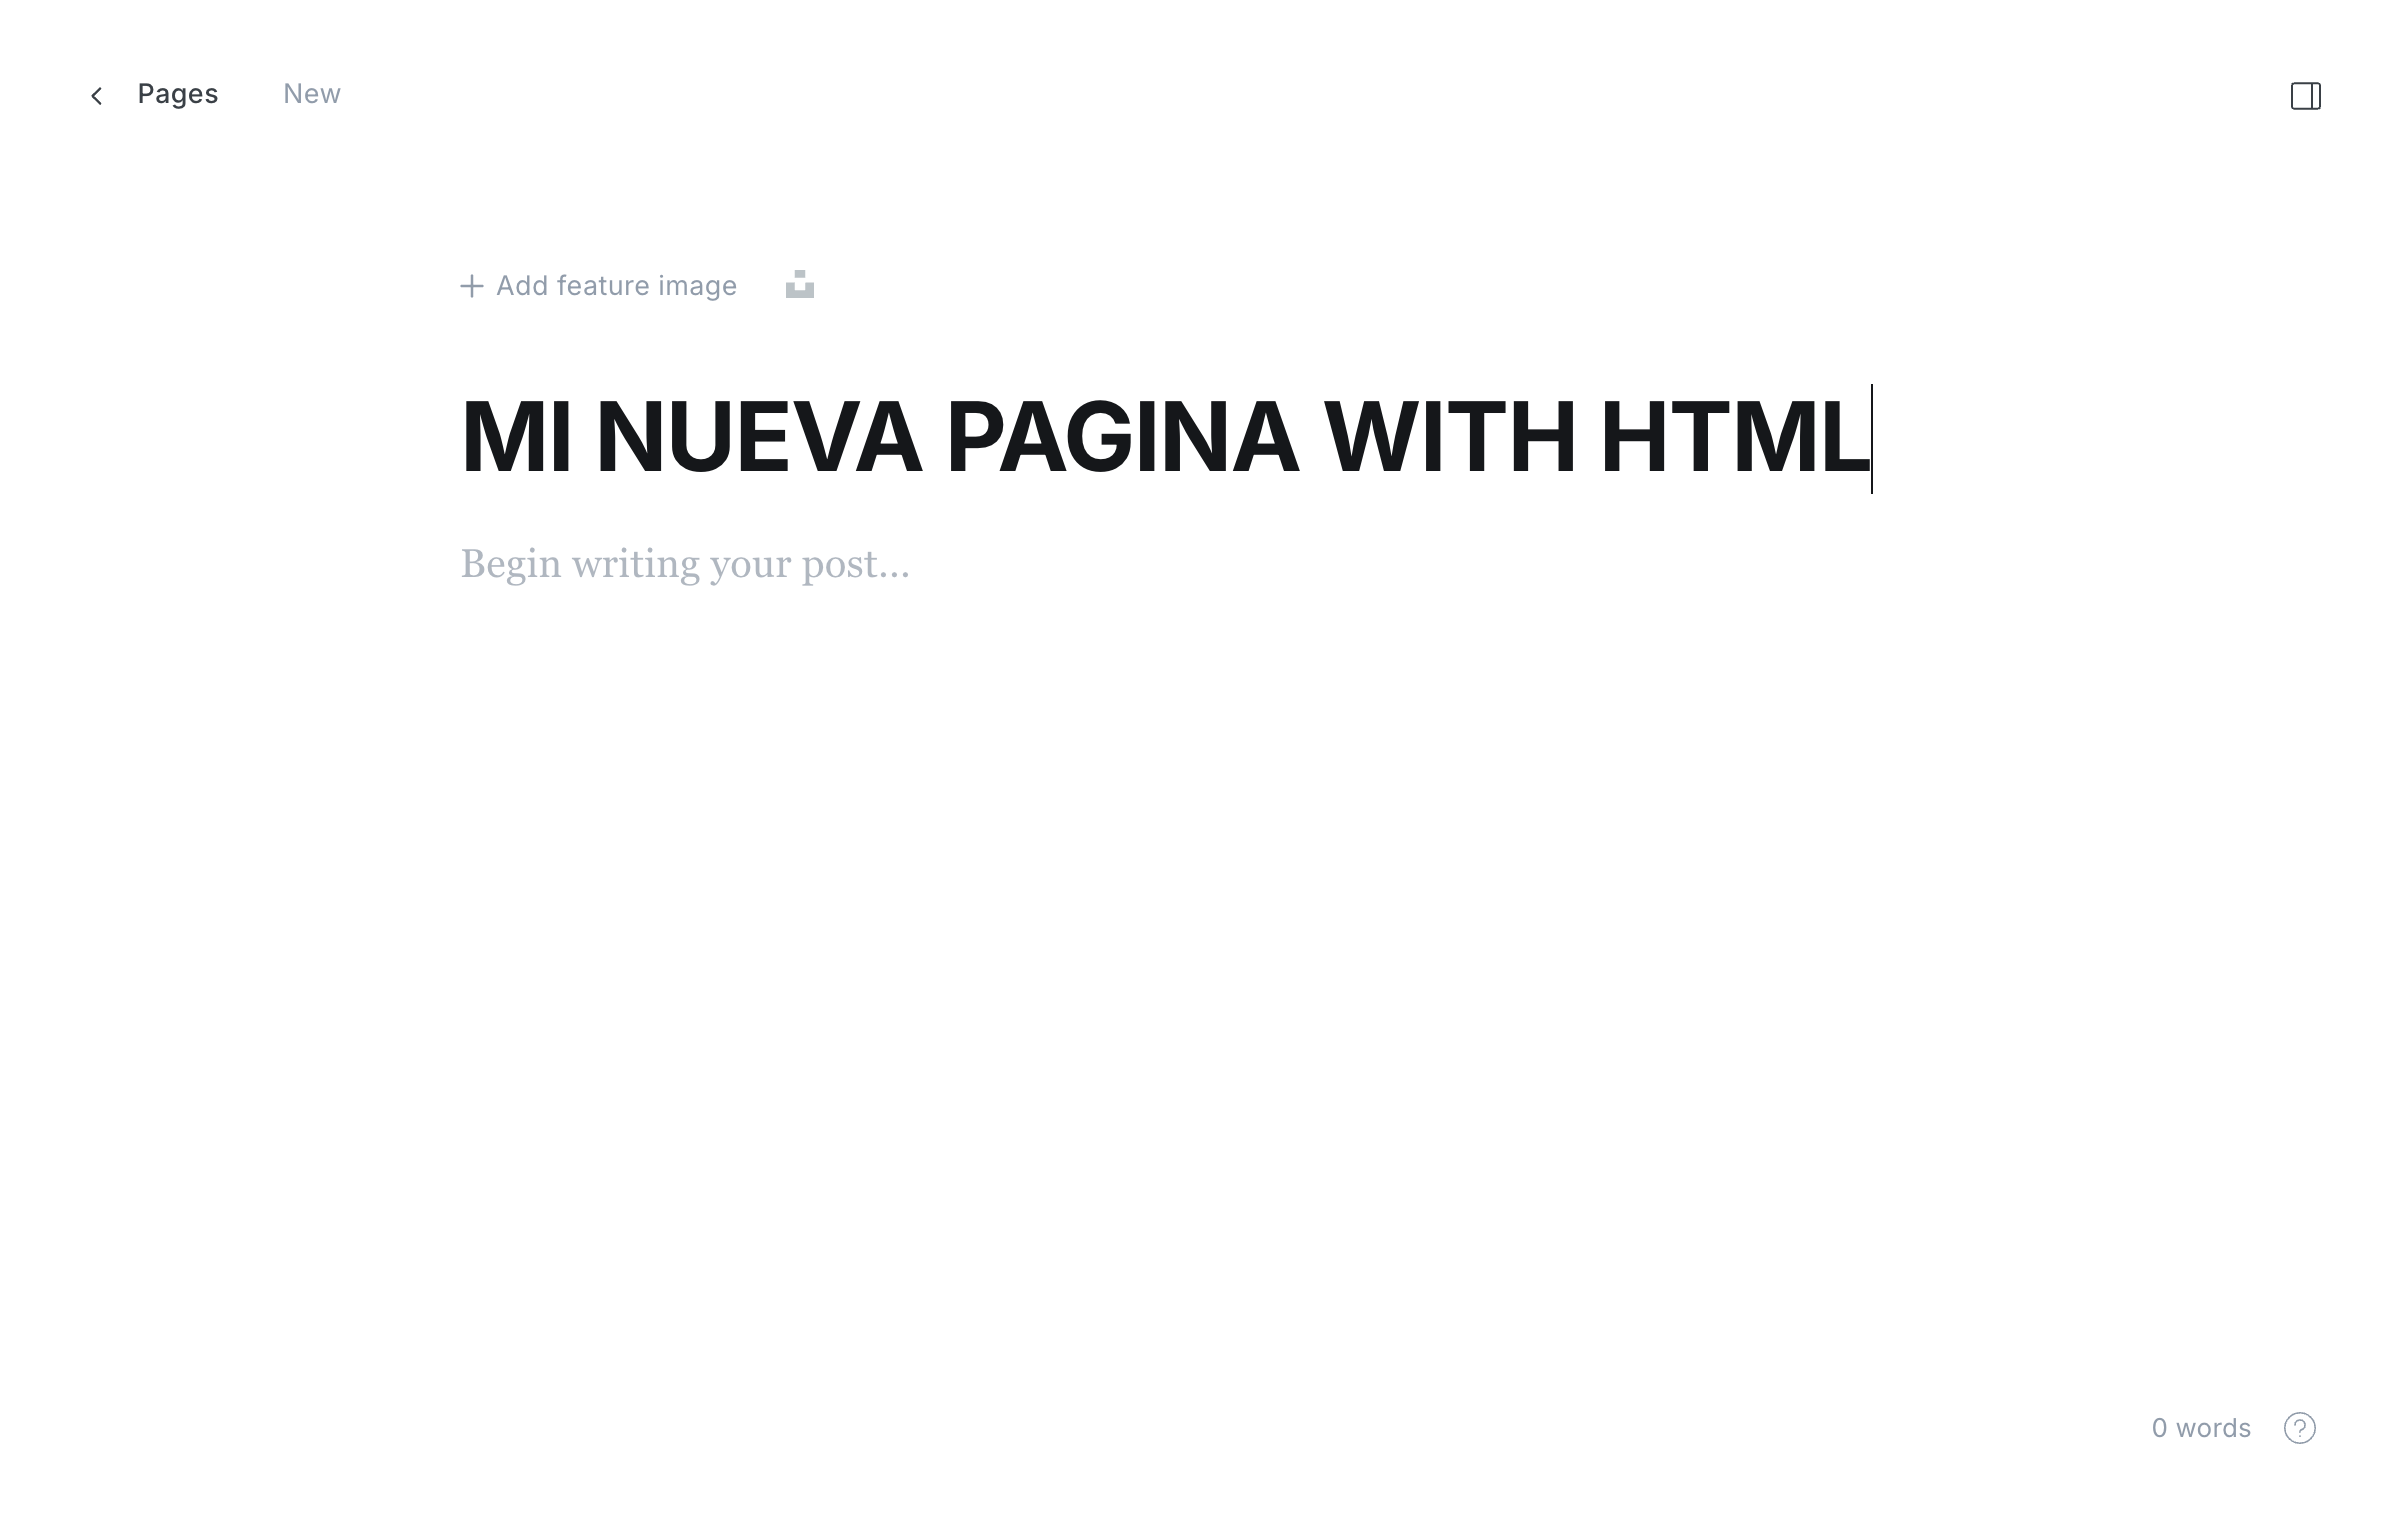 Pages New
Add feature image
MI NUEVA PAGINA WITH HTML
Begin writing your post...
0 words ?